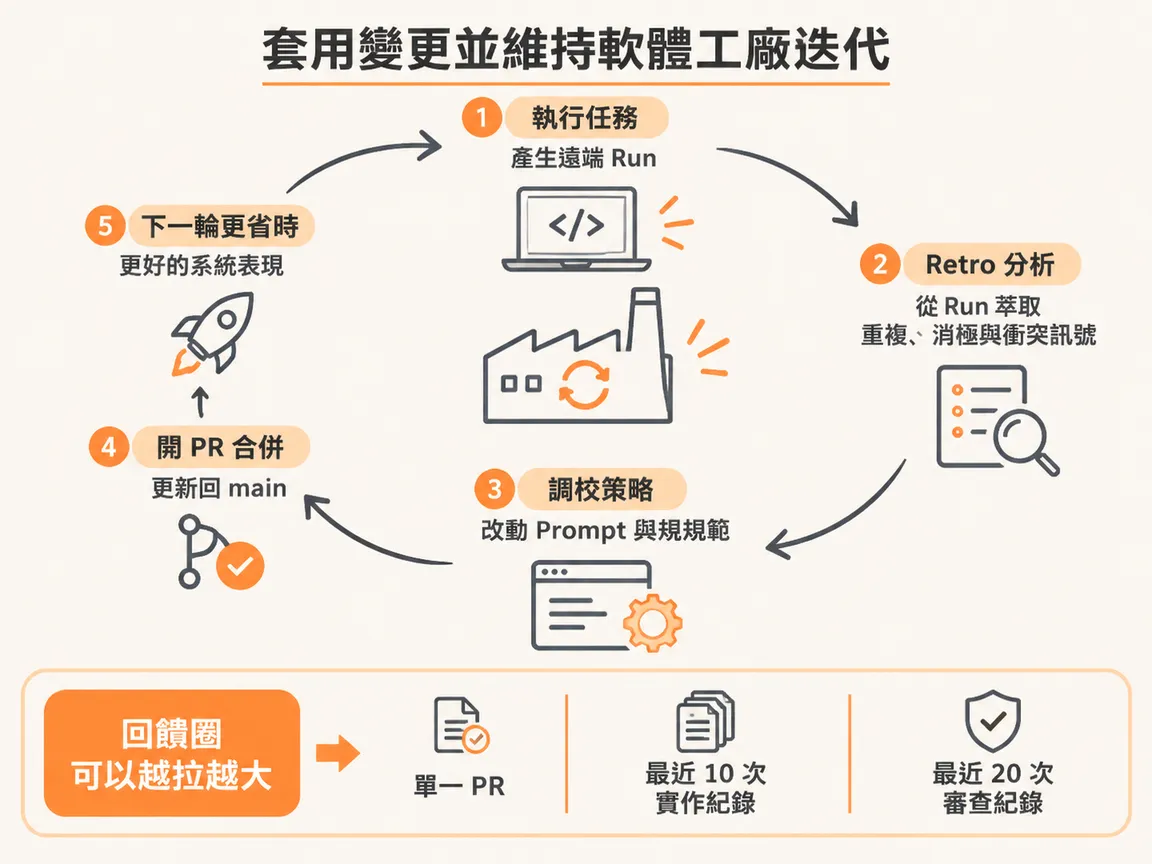 套用變更並維持軟體工廠迭代
1 執行任務
產生遠端 Run
</>
2 Retro 分析
從 Run 萃取
重複、消極與衝突訊號
3 調校策略
改動 Prompt 與規規範
4 開 PR 合併
更新回 main
5 下一輪更省時
更好的系統表現
回饋圈
可以越拉越大
單一 PR
最近 10 次
實作紀錄
最近 20 次
審查紀錄